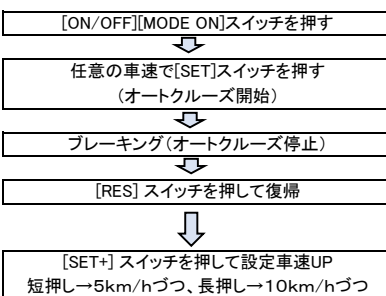 [ON/OFF][MODE ON]スイッチを押す
任意の車速で[SET]スイッチを押す
(オートクルーズ開始)
ブレーキング(オートクルーズ停止)
[RES] スイッチを押して復帰
[SET+] スイッチを押して設定車速UP
短押し→5km/hづつ、長押し→10km/hづつ